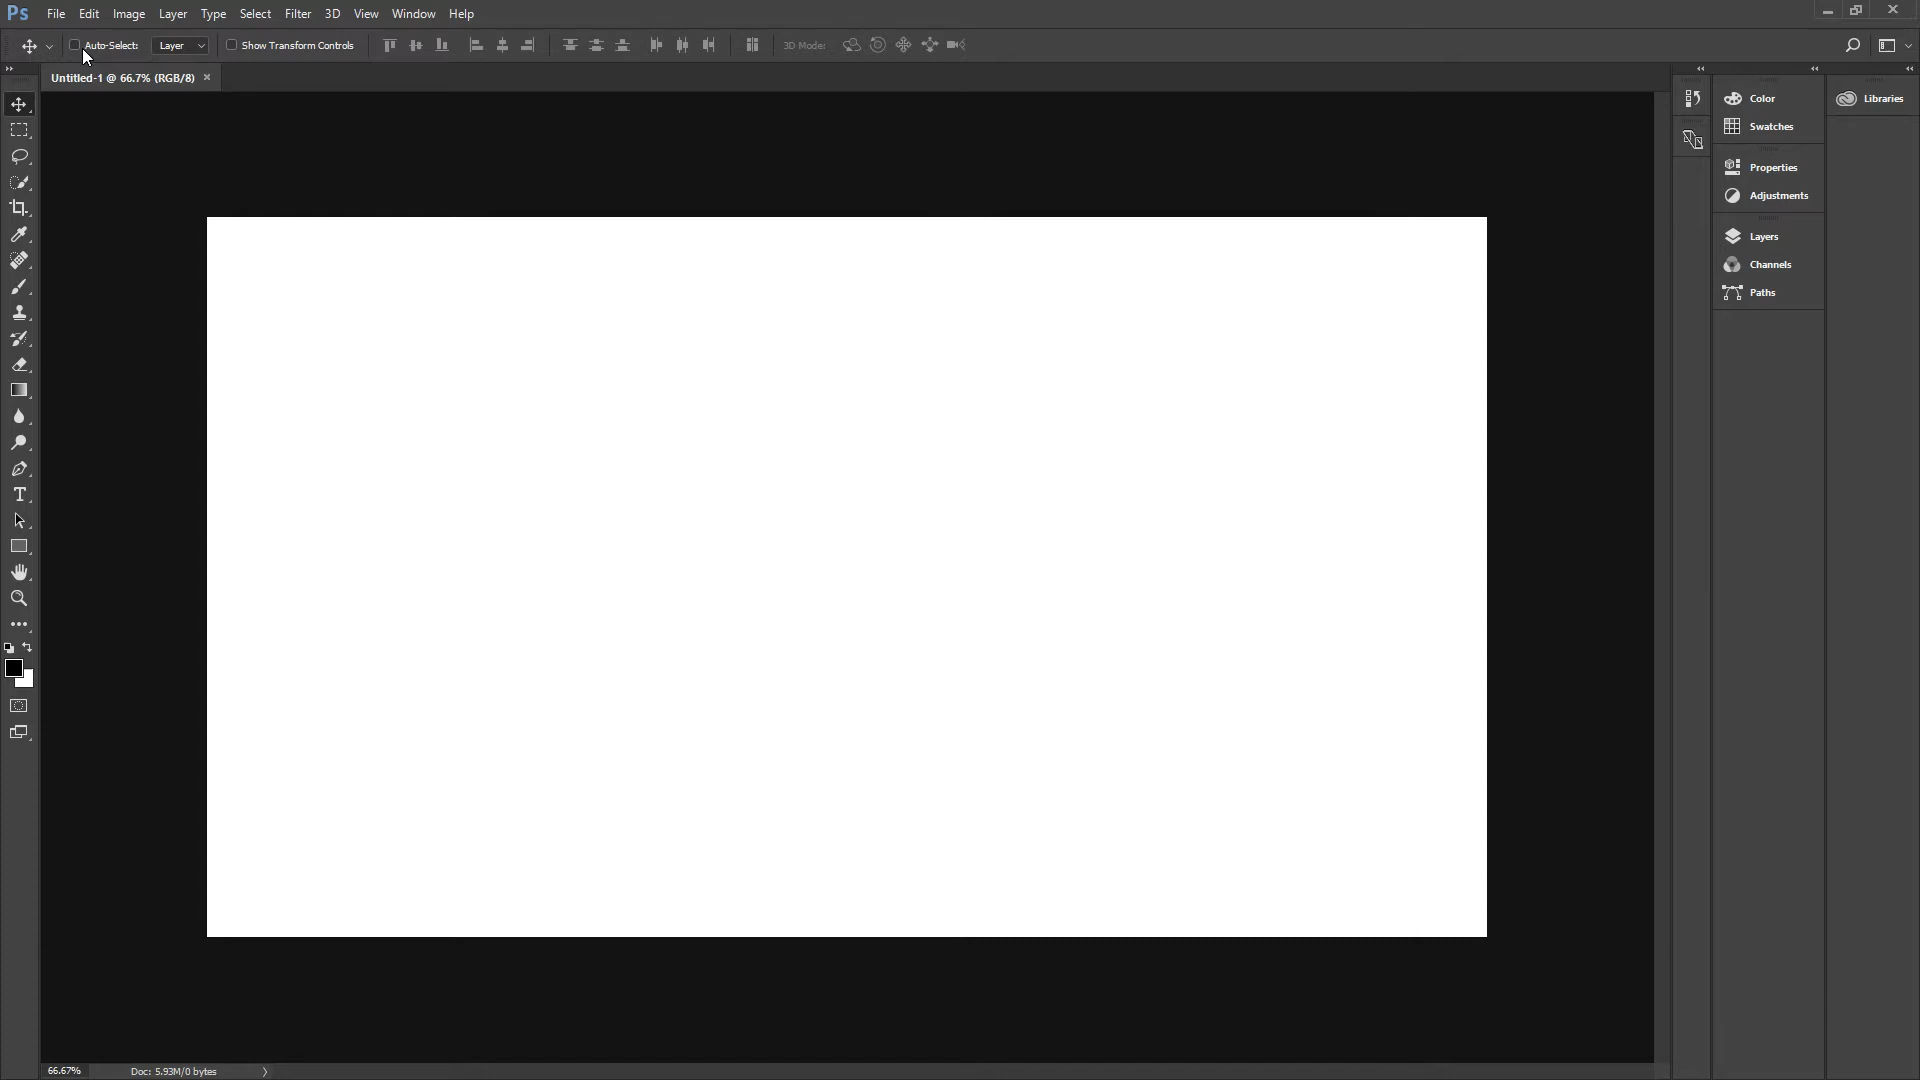 Ps File Edit Image Layer Type Select Filter 3D View Window Help
Auto-Select: Layer Show Transform Controls 3D Mode:
Untitled-1 @ 66.7% (RGB/8) ×
Color
Swatches
Properties
Adjustments
Layers
Channels
Paths
Libraries
66.67% Doc: 5.93M/0 bytes